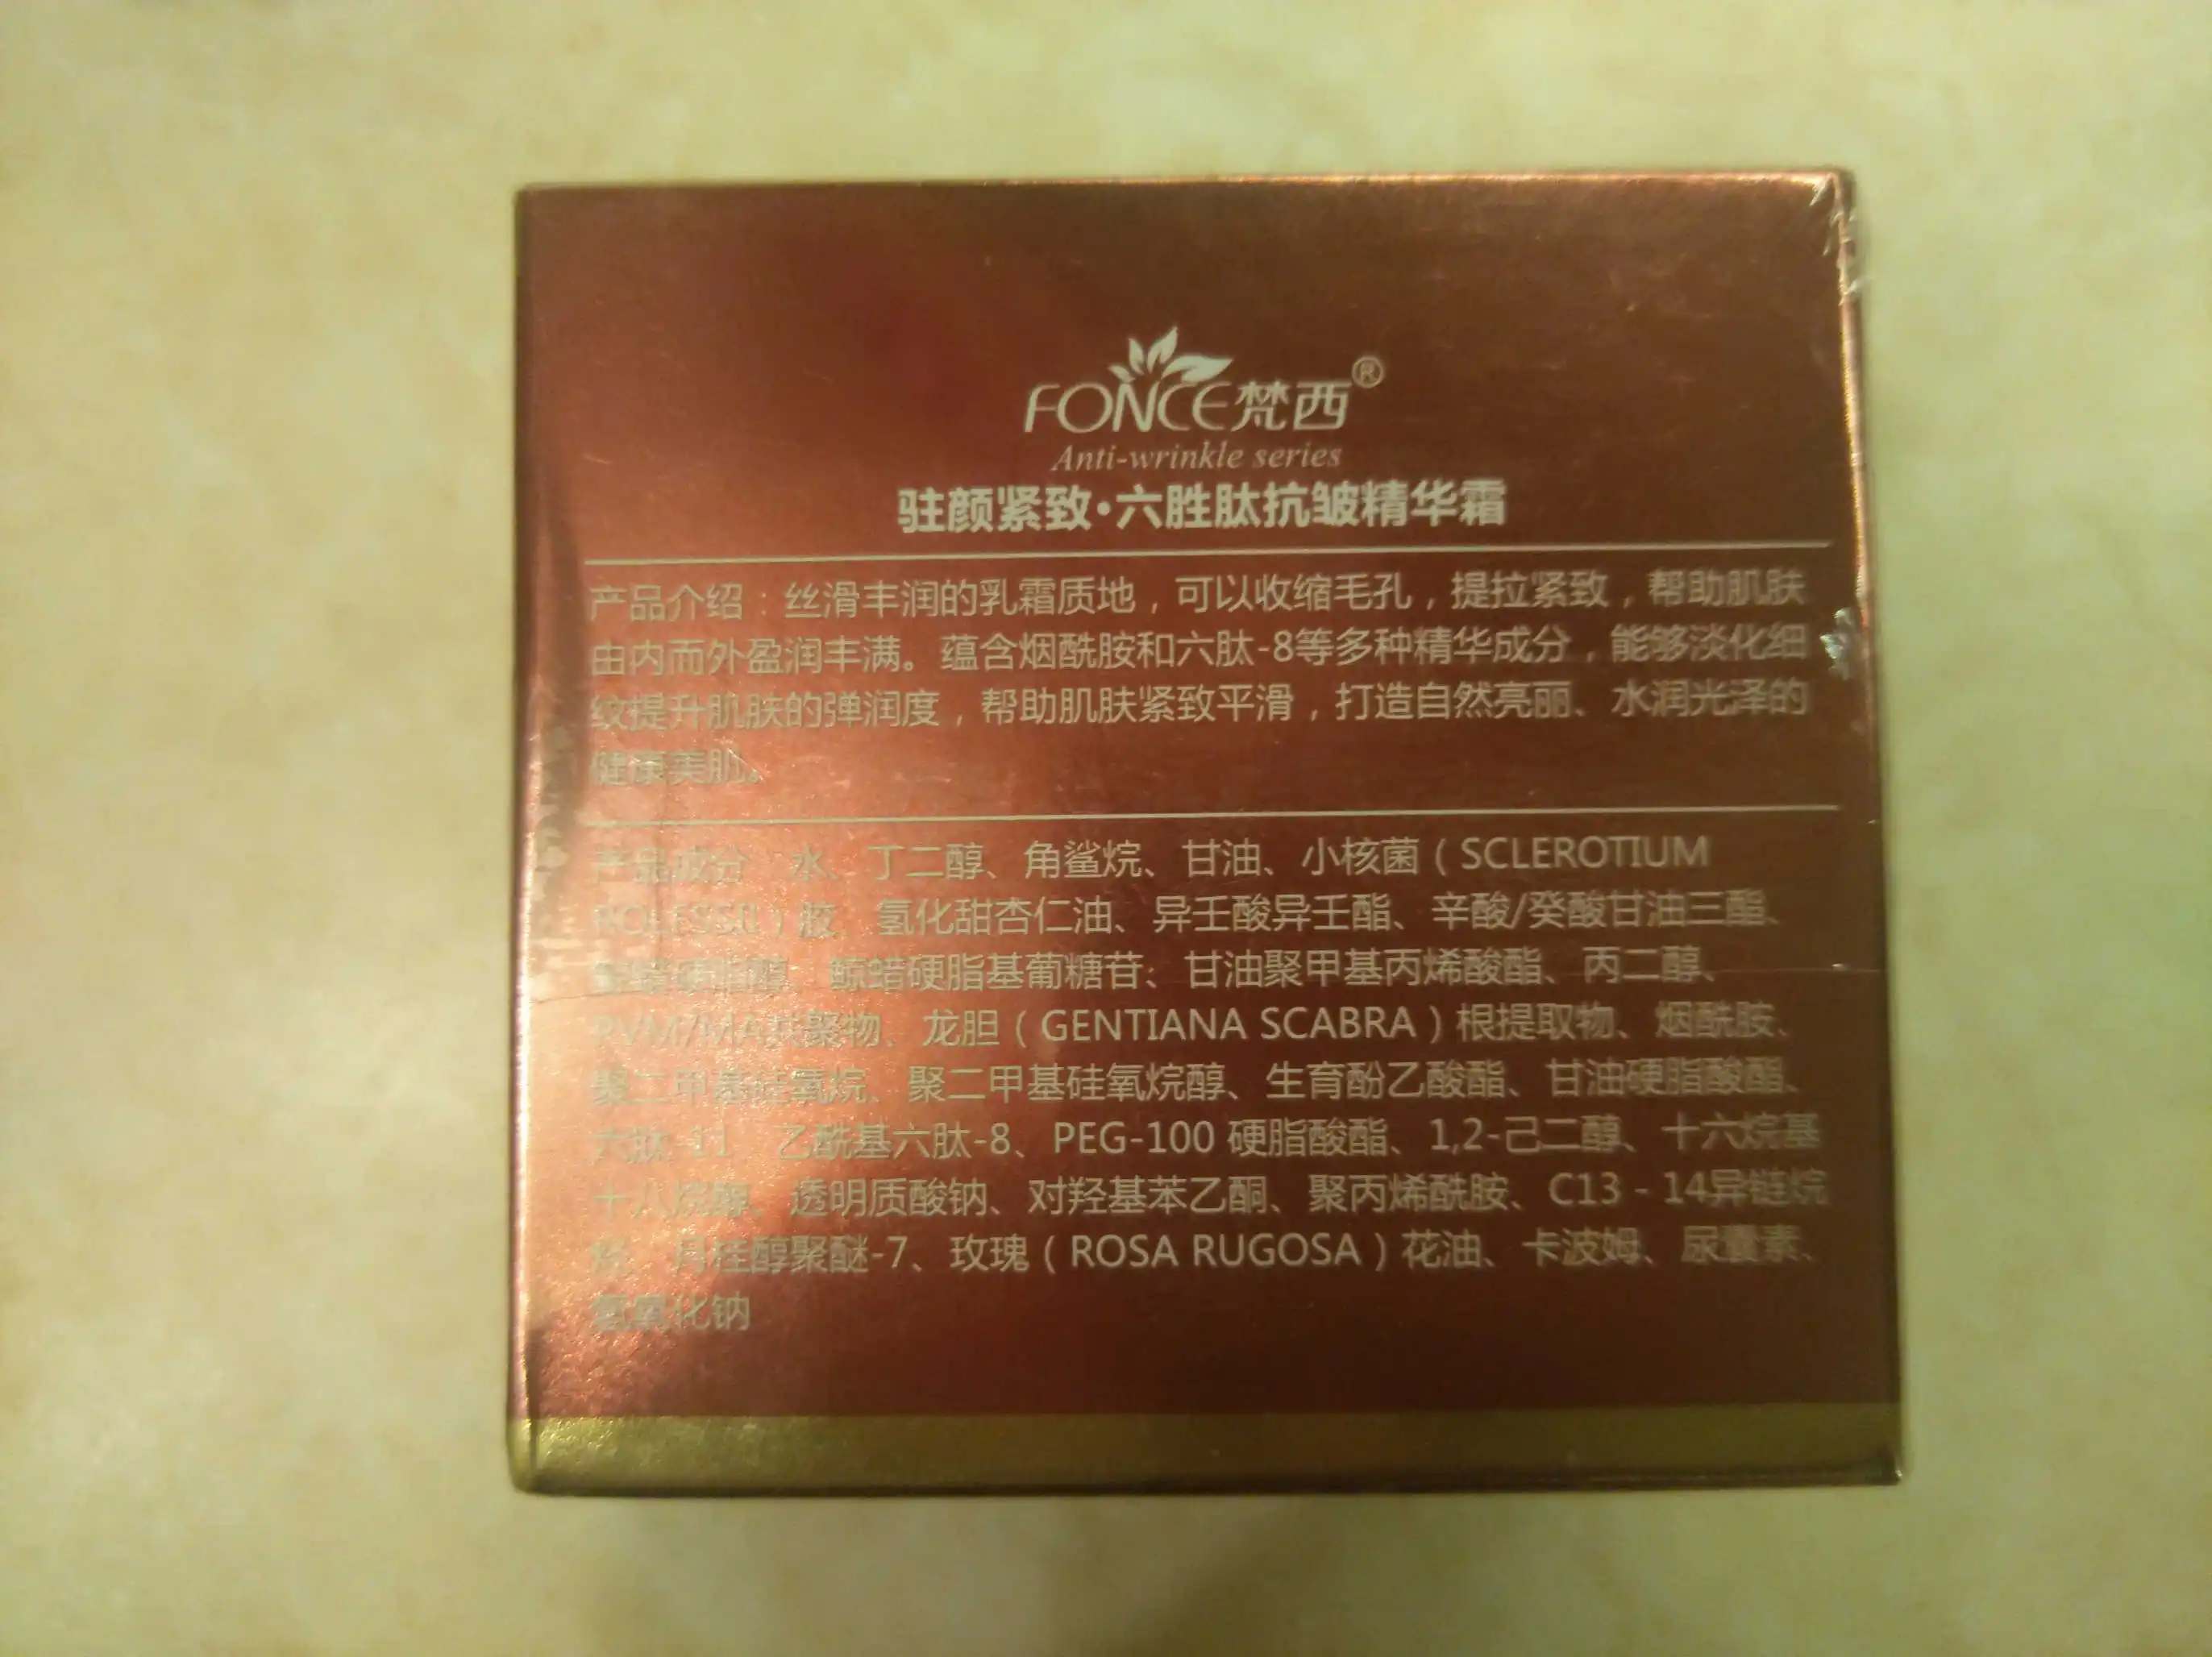 FONCE梵西®
Anti-wrinkle series
驻颜紧致·六胜肽抗皱精华霜
产品介绍：丝滑丰润的乳霜质地，可以收缩毛孔，提拉紧致，帮助肌肤
由内而外盈润丰满。蕴含烟酰胺和六肽-8等多种精华成分，能够淡化细
纹提升肌肤的弹润度，帮助肌肤紧致平滑，打造自然亮丽、水润光泽的
健康美肌。
产品成分：水、丁二醇、角鲨烷、甘油、小核菌（SCLEROTIUM
ROLFSSII）胶、氢化甜杏仁油、异壬酸异壬酯、辛酸/癸酸甘油三酯、
鲸蜡硬脂醇、鲸蜡硬脂基葡糖苷、甘油聚甲基丙烯酸酯、丙二醇、
PVM/MA共聚物、龙胆（GENTIANA SCABRA）根提取物、烟酰胺、
聚二甲基硅氧烷、聚二甲基硅氧烷醇、生育酚乙酸酯、甘油硬脂酸酯、
六肽-11、乙酰基六肽-8、PEG-100 硬脂酸酯、1,2-己二醇、十六烷基
十八烷醇、透明质酸钠、对羟基苯乙酮、聚丙烯酰胺、C13 - 14异链烷
烃、月桂醇聚醚-7、玫瑰（ROSA RUGOSA）花油、卡波姆、尿囊素、
氢氧化钠